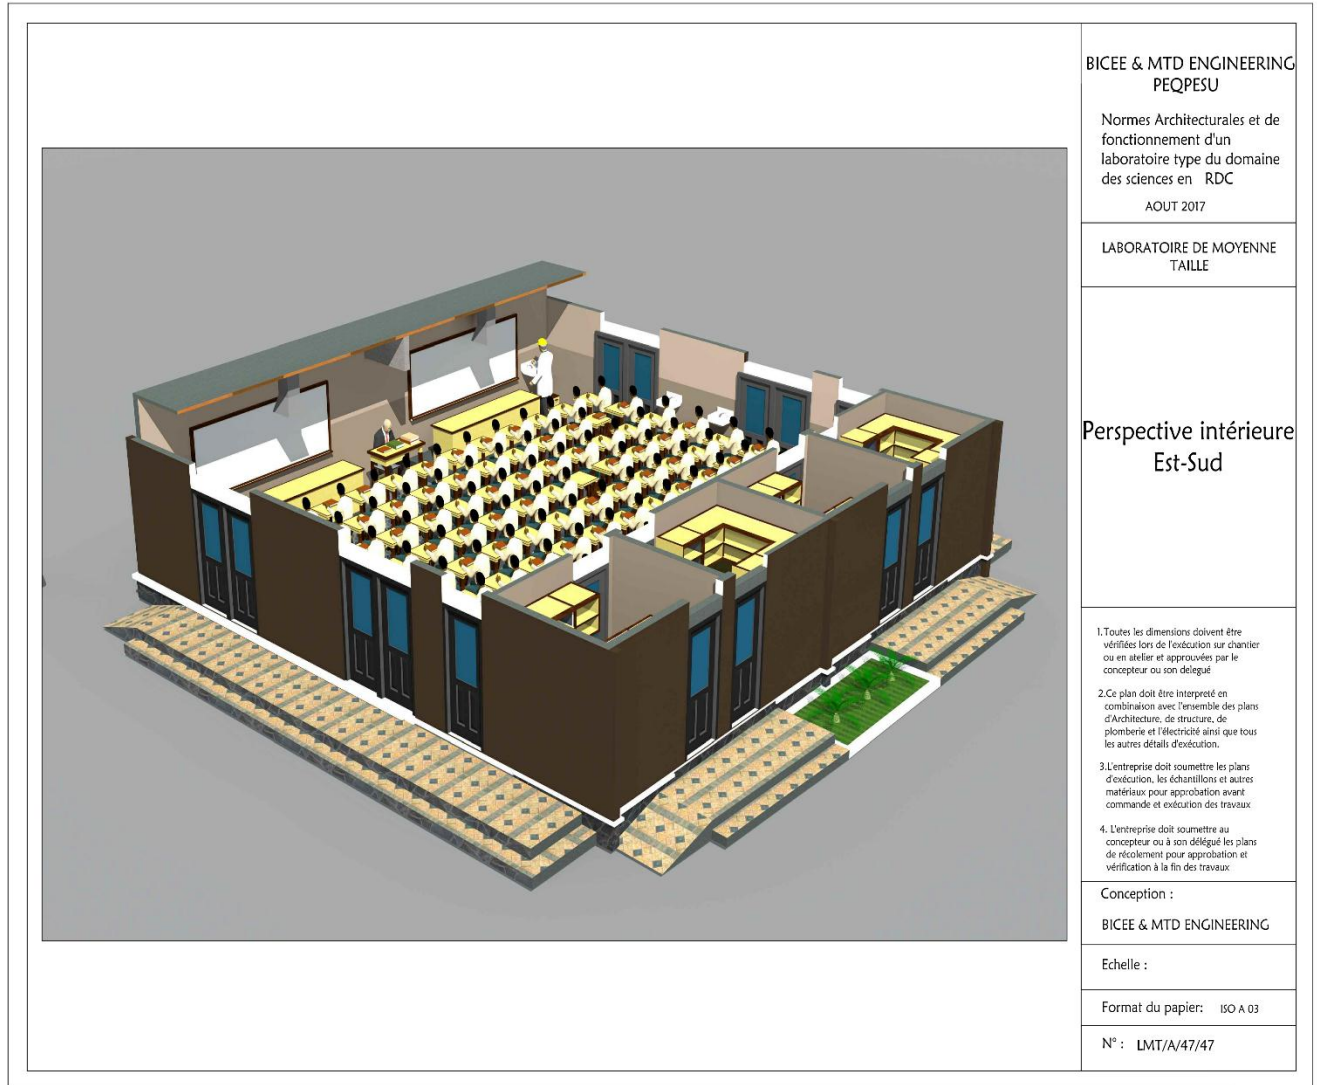 BICEE & MTD ENGINEERING
PEQPESU
Normes Architecturales et de
fonctionnement d'un
laboratoire type du domaine
des sciences en RDC
AOUT 2017
LABORATOIRE DE MOYENNE
TAILLE
Perspective intérieure
Est-Sud
1.Toutes les dimensions doivent être
vérifiées lors de l'exécution sur chantier
ou en atelier et approuvées par le
concepteur ou son delegué
2.Ce plan doit être interpreté en
combinaison avec l'ensemble des plans
d'Architecture, de structure, de
plomberie et l'électricité ainsi que tous
les autres détails d'exécution.
3.L'entreprise doit soumettre les plans
d'exécution, les échantillons et autres
matériaux pour approbation avant
commande et exécution des travaux
4. L'entreprise doit soumettre au
concepteur ou à son délégué les plans
de récolement pour approbation et
vérification à la fin des travaux
Conception :
BICEE & MTD ENGINEERING
Echelle :
Format du papier: ISO A 03
N° : LMT/A/47/47